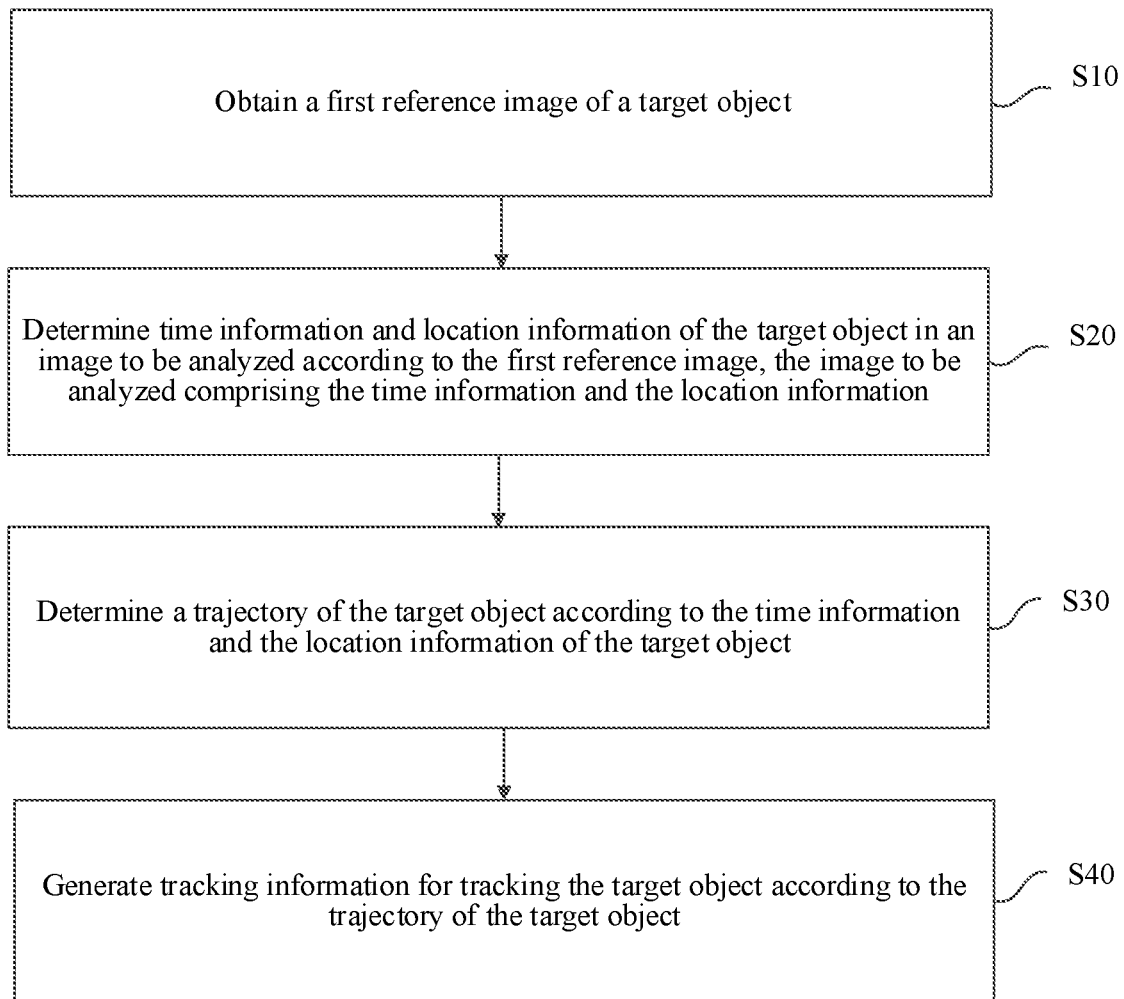 Obtain a first reference image of a target object
S10
Determine time information and location information of the target object in an
image to be analyzed according to the first reference image, the image to be
analyzed comprising the time information and the location information
S20
Determine a trajectory of the target object according to the time information
and the location information of the target object
S30
Generate tracking information for tracking the target object according to the
trajectory of the target object
S40